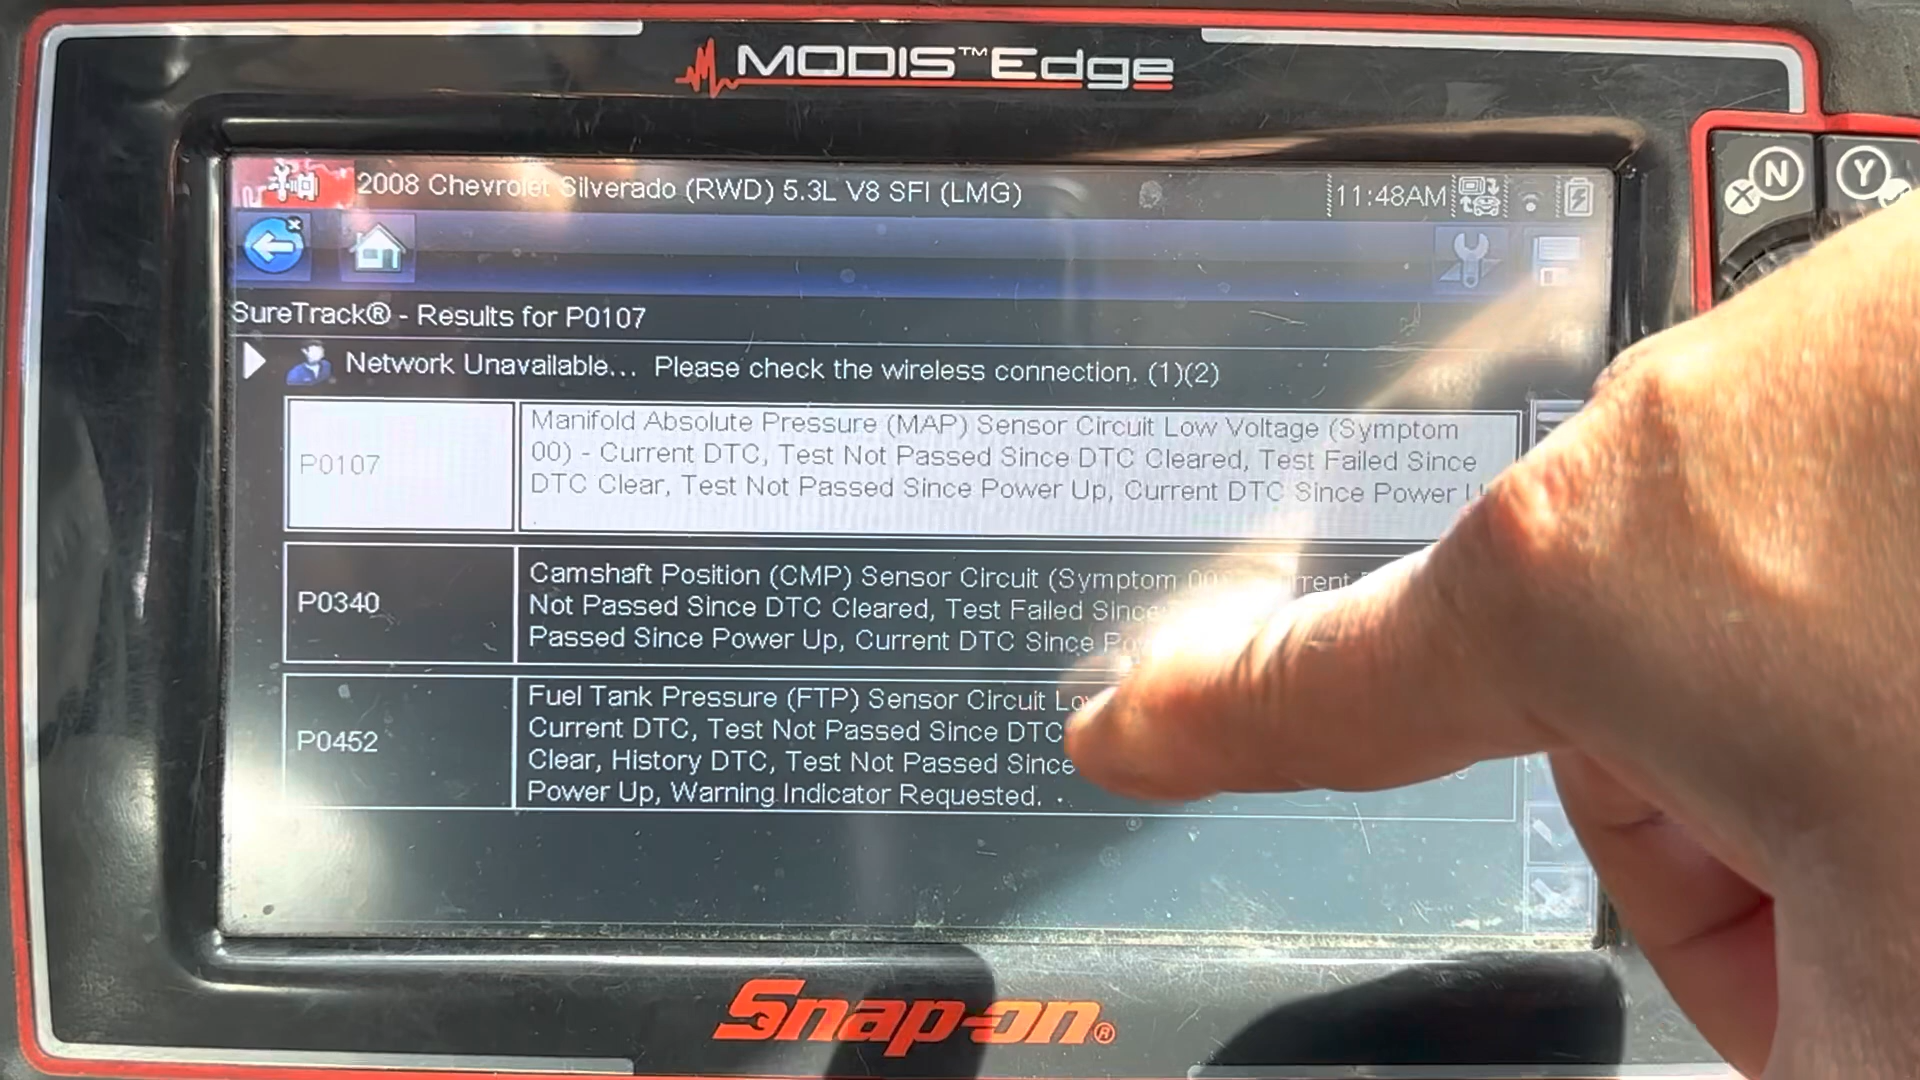 MODIS™ Edge
N
Y
2008 Chevrolet Silverado (RWD) 5.3L V8 SFI (LMG)
11:48AM
SureTrack® - Results for P0107
Network Unavailable... Please check the wireless connection. (1)(2)
P0107
Manifold Absolute Pressure (MAP) Sensor Circuit Low Voltage (Symptom
00) - Current DTC, Test Not Passed Since DTC Cleared, Test Failed Since
DTC Clear, Test Not Passed Since Power Up, Current DTC Since Power
P0340
Camshaft Position (CMP) Sensor Circuit (Symptom 00)
Not Passed Since DTC Cleared, Test Failed Since
Passed Since Power Up, Current DTC Since
P0452
Fuel Tank Pressure (FTP) Sensor Circuit
Current DTC, Test Not Passed Since DTC
Clear, History DTC, Test Not Passed Since
Power Up, Warning Indicator Requested.
Snap-on®